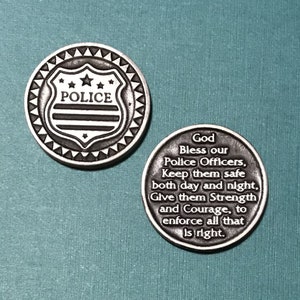 POLICE
God
Bless our
Police Officers,
Keep them safe
both day and night,
Give them Strength
and Courage, to
enforce all that
is right.